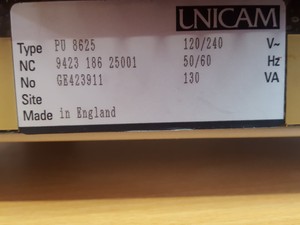 UNICAM
Type PU 8625 120/240 V~
NC 9423 186 25001 50/60 Hz
No GE423911 130 VA
Site
Made in England